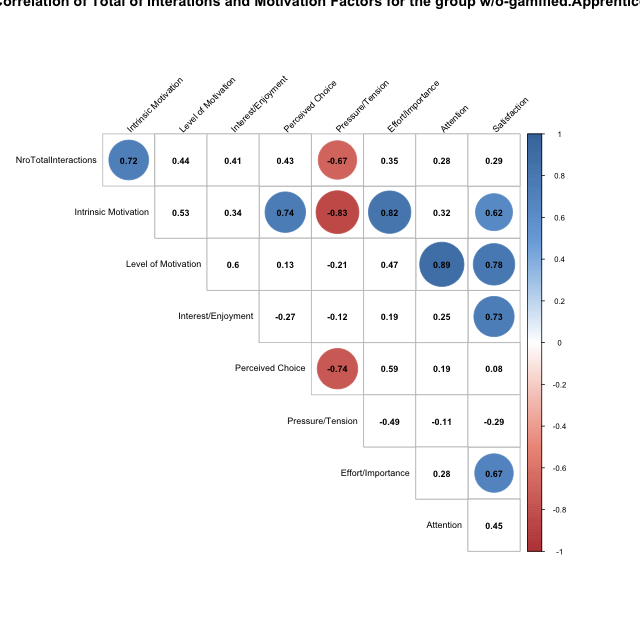 Correlation of Total of Interations and Motivation Factors for the group w/o-gamified.Apprentice
Intrinsic Motivation
Level of Motivation
Interest/Enjoyment
Perceived Choice
Pressure/Tension
Effort/Importance
Attention
Satisfaction
NroTotalInteractions 0.72 0.44 0.41 0.43 -0.67 0.35 0.28 0.29
Intrinsic Motivation 0.53 0.34 0.74 -0.83 0.82 0.32 0.62
Level of Motivation 0.6 0.13 -0.21 0.47 0.89 0.78
Interest/Enjoyment -0.27 -0.12 0.19 0.25 0.73
Perceived Choice -0.74 0.59 0.19 0.08
Pressure/Tension -0.49 -0.11 -0.29
Effort/Importance 0.28 0.67
Attention 0.45
1
0.8
0.6
0.4
0.2
0
-0.2
-0.4
-0.6
-0.8
-1